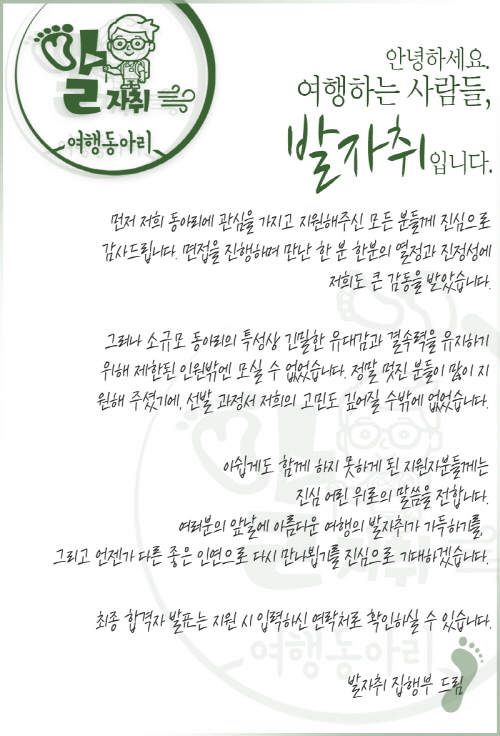 발
자취
여행동아리
안녕하세요.
여행하는 사람들,
발자취입니다.
먼저 저희 동아리에 관심을 가지고 지원해주신 모든 분들께 진심으로
감사드립니다. 면접을 진행하며 만난 한 분 한분의 열정과 진정성에
저희도 큰 감동을 받았습니다.
그러나 소규모 동아리의 특성상 긴밀한 유대감과 결속력을 유지하기
위해 제한된 인원밖엔 모실 수 없었습니다. 정말 멋진 분들이 많이 지
원해 주셨기에, 선발 과정서 저희의 고민도 깊어질 수밖에 없었습니다.
아쉽게도 함께 하지 못하게 된 지원자분들께는
진심 어린 위로의 말씀을 전합니다.
여러분의 앞날에 아름다운 여행의 발자취가 가득하기를,
그리고 언젠가 다른 좋은 인연으로 다시 만나뵙기를 진심으로 기대하겠습니다.
최종 합격자 발표는 지원 시 입력하신 연락처로 확인하실 수 있습니다.
발자취 집행부 드림
발
자취
여행동아리